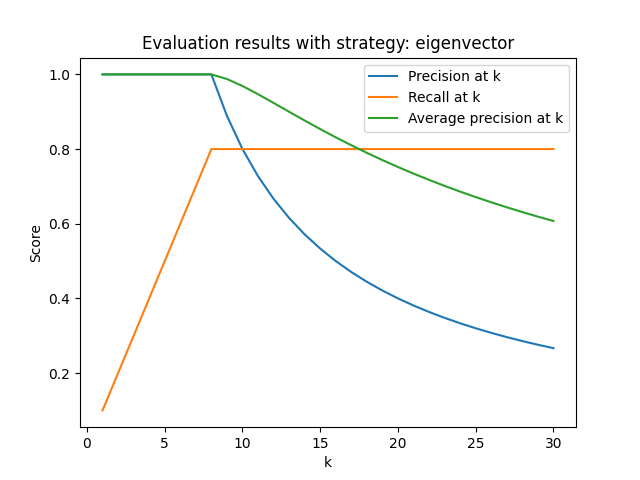 Evaluation results with strategy: eigenvector
Precision at k
Recall at k
Average precision at k
1.0
0.8
0.6
0.4
0.2
Score
0
5
10
15
20
25
30
k